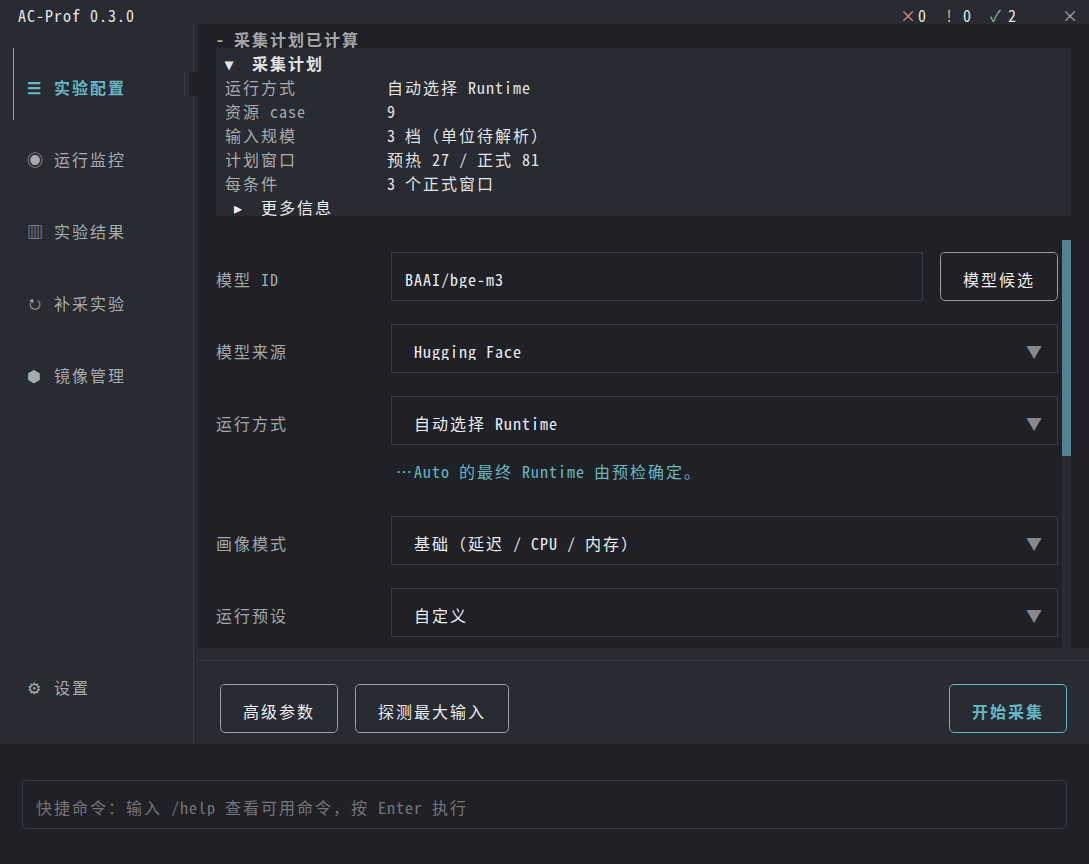 AC-Prof 0.3.0
✕ 0 ! 0 ✓ 2 ✕
☰ 实验配置
◉ 运行监控
▥ 实验结果
↻ 补采实验
⬢ 镜像管理
⚙ 设置
- 采集计划已计算
▼ 采集计划
运行方式 自动选择 Runtime
资源 case 9
输入规模 3 档（单位待解析）
计划窗口 预热 27 / 正式 81
每条件 3 个正式窗口
▶ 更多信息
模型 ID BAAI/bge-m3 模型候选
模型来源 Hugging Face ▼
运行方式 自动选择 Runtime ▼
…Auto 的最终 Runtime 由预检确定。
画像模式 基础（延迟 / CPU / 内存） ▼
运行预设 自定义 ▼
高级参数 探测最大输入 开始采集
快捷命令：输入 /help 查看可用命令，按 Enter 执行